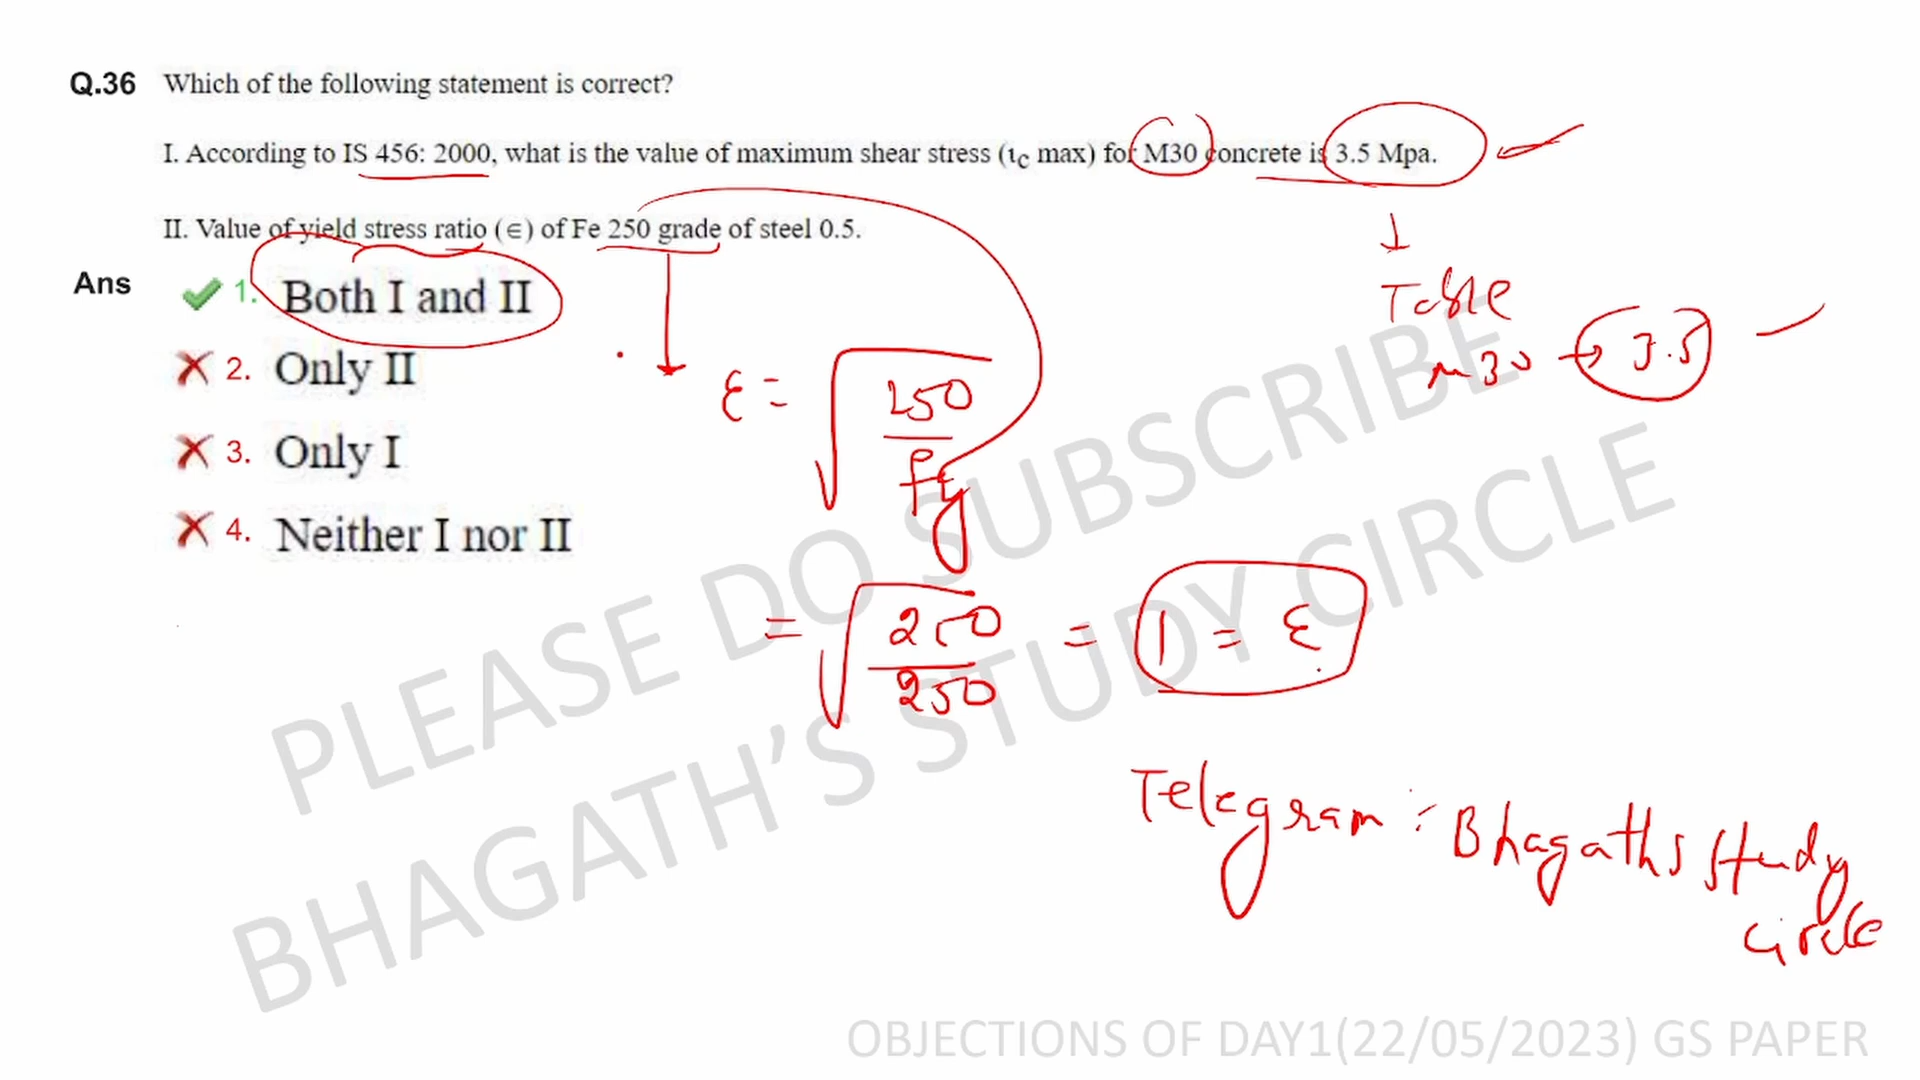 Q.36 Which of the following statement is correct?
I. According to IS 456: 2000, what is the value of maximum shear stress (τc max) for M30 concrete is 3.5 Mpa.
II. Value of yield stress ratio (∈) of Fe 250 grade of steel 0.5.
Ans 1. Both I and II
2. Only II
3. Only I
4. Neither I nor II
Table
M30 → 3.5
ε = √(250/fy)
= √(250/250) = 1 = ε
Telegram : Bhagaths study
circle
PLEASE DO SUBSCRIBE
BHAGATH'S STUDY CIRCLE
OBJECTIONS OF DAY1(22/05/2023) GS PAPER